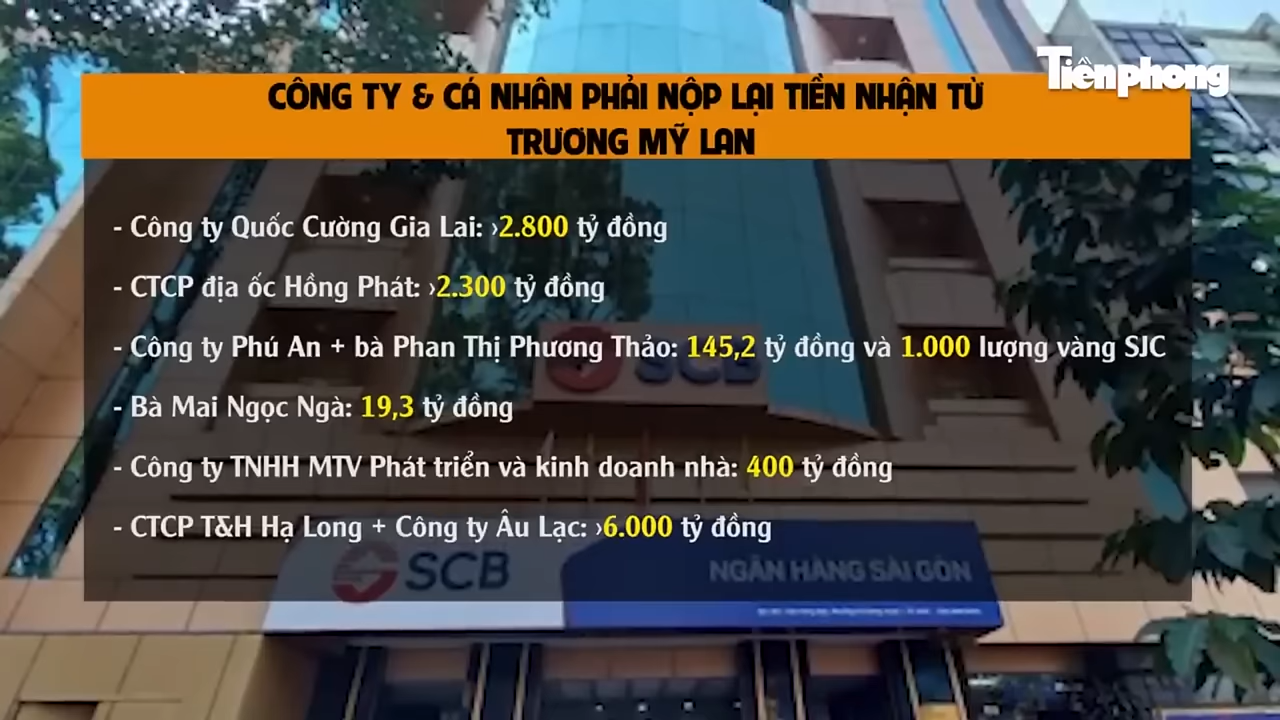 Tiênphong
CÔNG TY & CÁ NHÂN PHẢI NỘP LẠI TIỀN NHẬN TỪ
TRƯƠNG MỸ LAN
- Công ty Quốc Cường Gia Lai: >2.800 tỷ đồng
- CTCP địa ốc Hồng Phát: >2.300 tỷ đồng
- Công ty Phú An + bà Phan Thị Phương Thảo: 145,2 tỷ đồng và 1.000 lượng vàng SJC
SCB
- Bà Mai Ngọc Ngà: 19,3 tỷ đồng
- Công ty TNHH MTV Phát triển và kinh doanh nhà: 400 tỷ đồng
- CTCP T&H Hạ Long + Công ty Âu Lạc: >6.000 tỷ đồng
SCB
NGÂN HÀNG SÀI GÒN